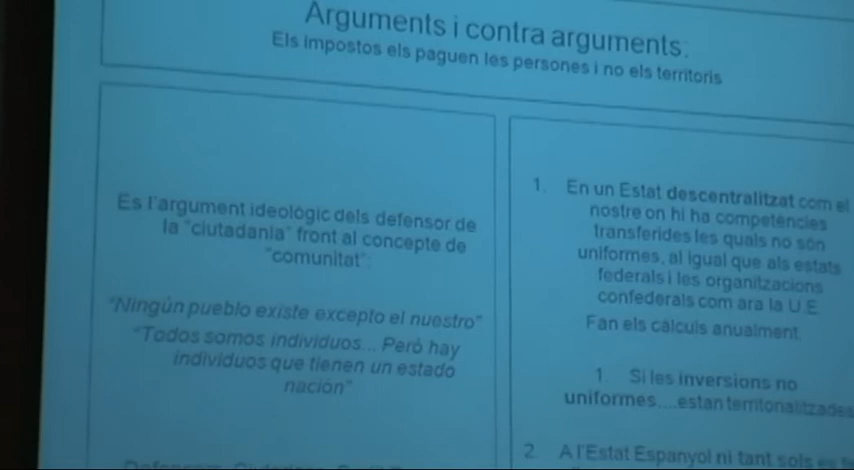 Arguments i contra arguments:
Els impostos els paguen les persones i no els territoris
Es l'argument ideològic dels defensor de
la "ciutadania" front al concepte de
"comunitat".
"Ningún pueblo existe excepto el nuestro"
"Todos somos individuos... Però hay
individuos que tienen un estado
nación"
1. En un Estat descentralitzat com el
nostre on hi ha competències
transferides les quals no són
uniformes, al igual que als estats
federals i les organitzacions
confederals com ara la U.E.
Fan els càlculs anualment.
1. Si les inversions no
uniformes....estan territorialitzades
2. A l'Estat Espanyol ni tant sols es